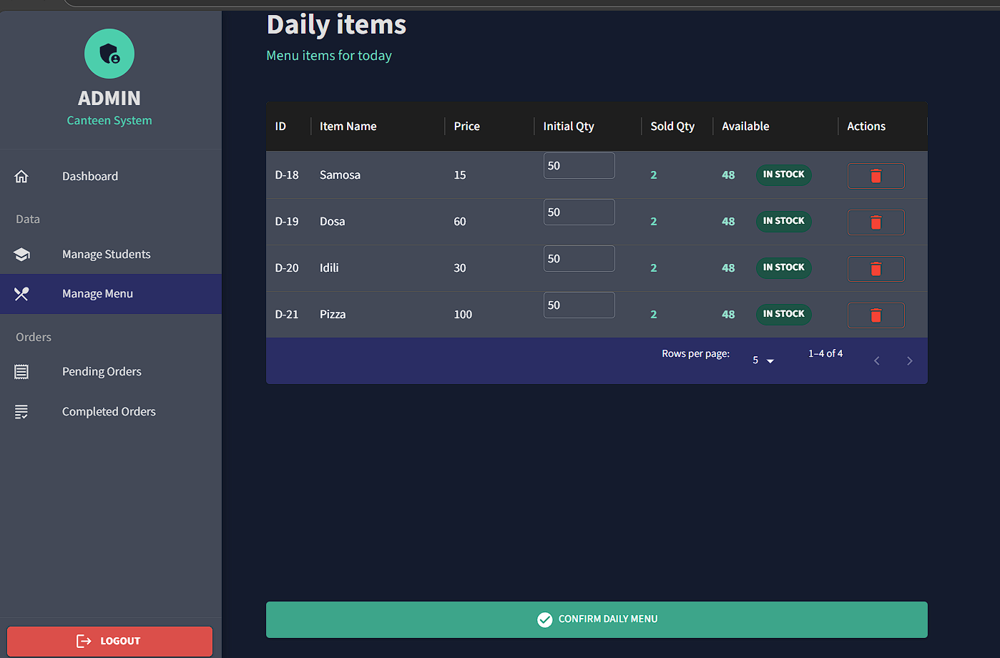 Daily items
Menu items for today
ADMIN
Canteen System
Dashboard
Data
Manage Students
Manage Menu
Orders
Pending Orders
Completed Orders
LOGOUT
ID Item Name Price Initial Qty Sold Qty Available Actions
D-18 Samosa 15 50 2 48 IN STOCK
D-19 Dosa 60 50 2 48 IN STOCK
D-20 Idili 30 50 2 48 IN STOCK
D-21 Pizza 100 50 2 48 IN STOCK
Rows per page: 5 1–4 of 4
CONFIRM DAILY MENU